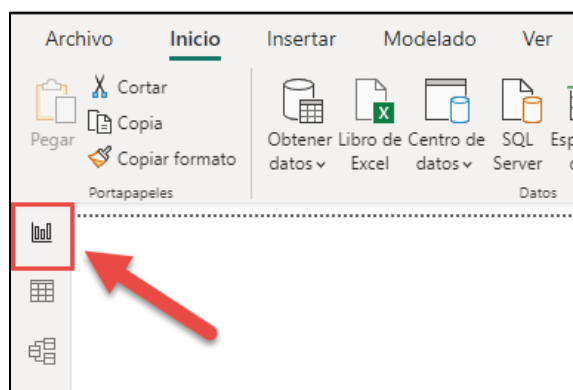 Archivo Inicio Insertar Modelado Ver
Cortar
Copia
Copiar formato
Pegar
Portapapeles
Obtener datos
Libro de Excel
Centro de datos
SQL Server
Datos